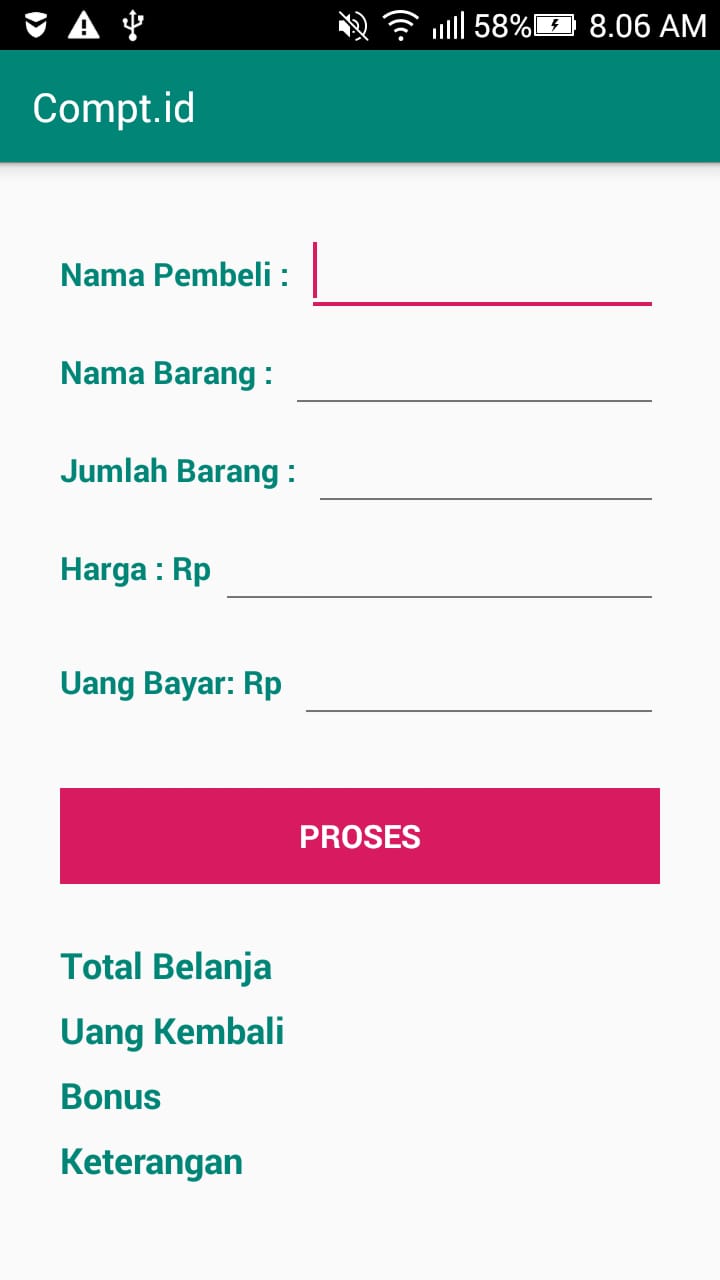 58% 8.06 AM
Compt.id
Nama Pembeli :
Nama Barang :
Jumlah Barang :
Harga : Rp
Uang Bayar: Rp
PROSES
Total Belanja
Uang Kembali
Bonus
Keterangan